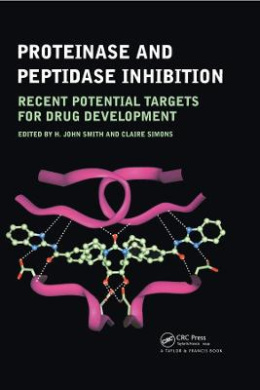 PROTEINASE AND
PEPTIDASE INHIBITION
RECENT POTENTIAL TARGETS
FOR DRUG DEVELOPMENT
EDITED BY H. JOHN SMITH AND CLAIRE SIMONS
CRC Press
Taylor & Francis Group
A TAYLOR & FRANCIS BOOK